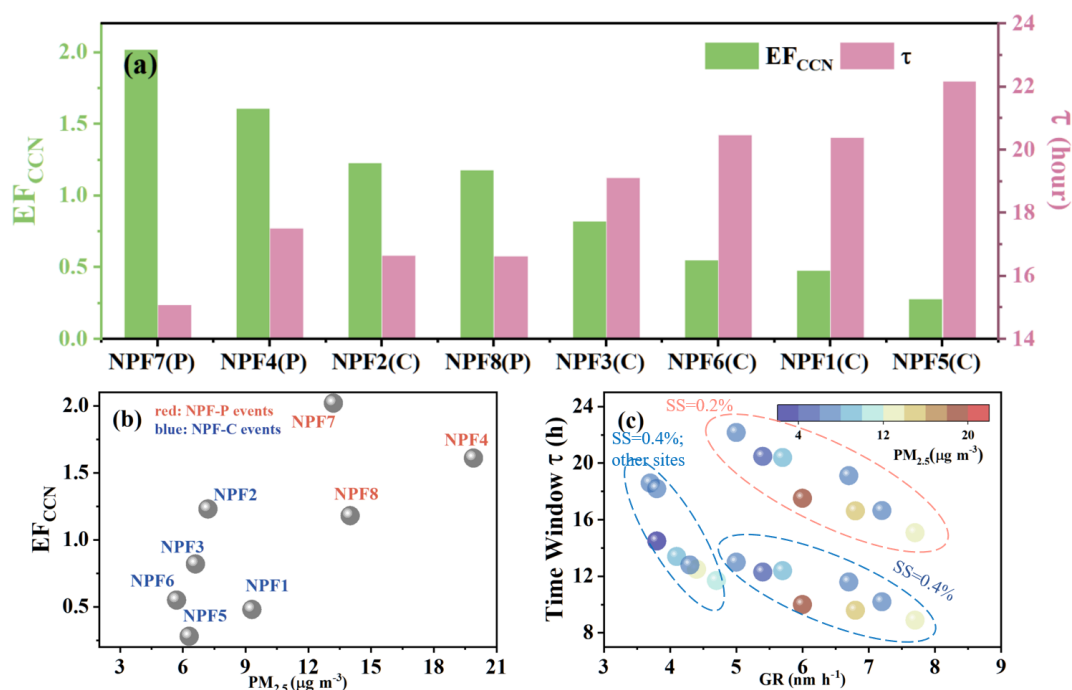 (a)
EF_CCN
τ
2.0
1.5
1.0
0.5
0.0
EF_CCN
24
22
20
18
16
14
τ (hour)
NPF7(P) NPF4(P) NPF2(C) NPF8(P) NPF3(C) NPF6(C) NPF1(C) NPF5(C)
(b)
red: NPF-P events
blue: NPF-C events
2.0
1.5
1.0
0.5
EF_CCN
NPF7
NPF4
NPF8
NPF2
NPF3
NPF6
NPF1
NPF5
3 6 9 12 15 18 21
PM2.5 (μg m-3)
(c)
SS=0.2%
4 12 20
PM2.5 (μg m-3)
SS=0.4%;
other sites
SS=0.4%
24
20
16
12
8
Time Window τ (h)
3 4 5 6 7 8 9
GR (nm h-1)